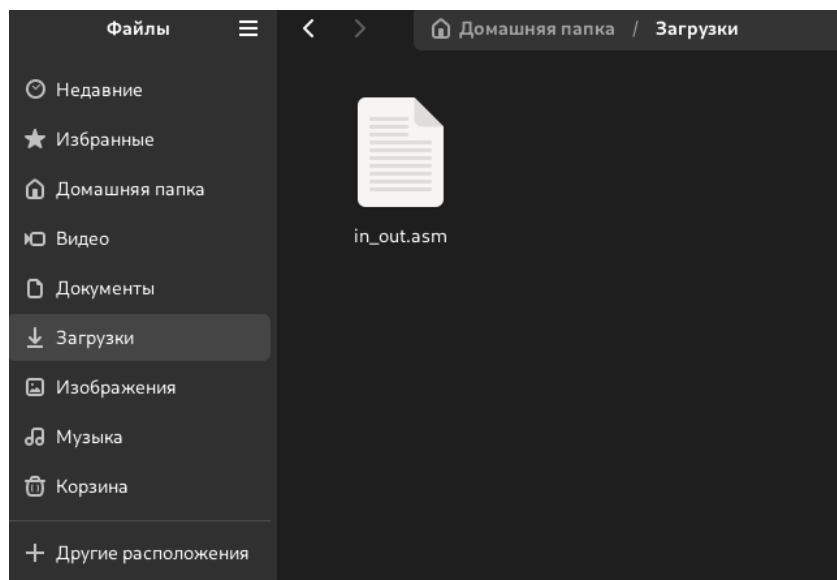 Файлы
Домашняя папка / Загрузки
Недавние
Избранные
Домашняя папка
Видео
Документы
Загрузки
Изображения
Музыка
Корзина
Другие расположения
in_out.asm